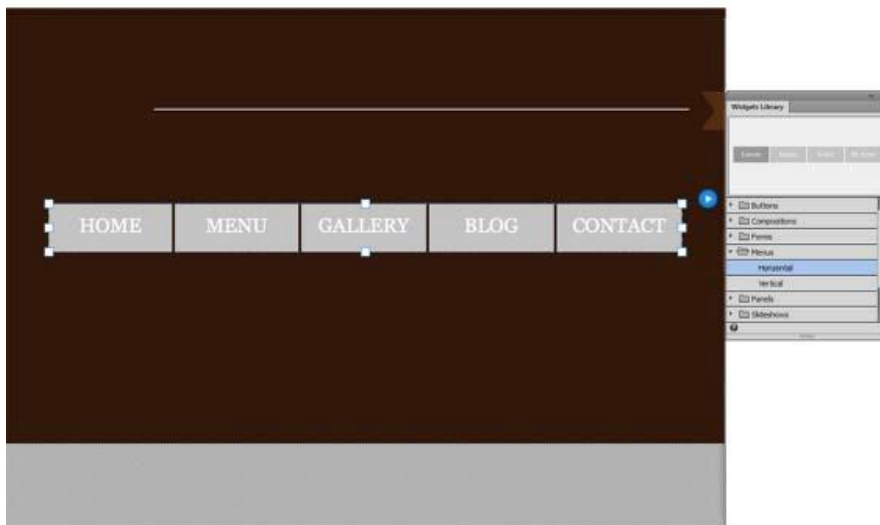 Widgets Library
HOME MENU GALLERY BLOG CONTACT
Buttons
Compositions
Forms
Menus
Horizontal
Vertical
Panels
Slideshows